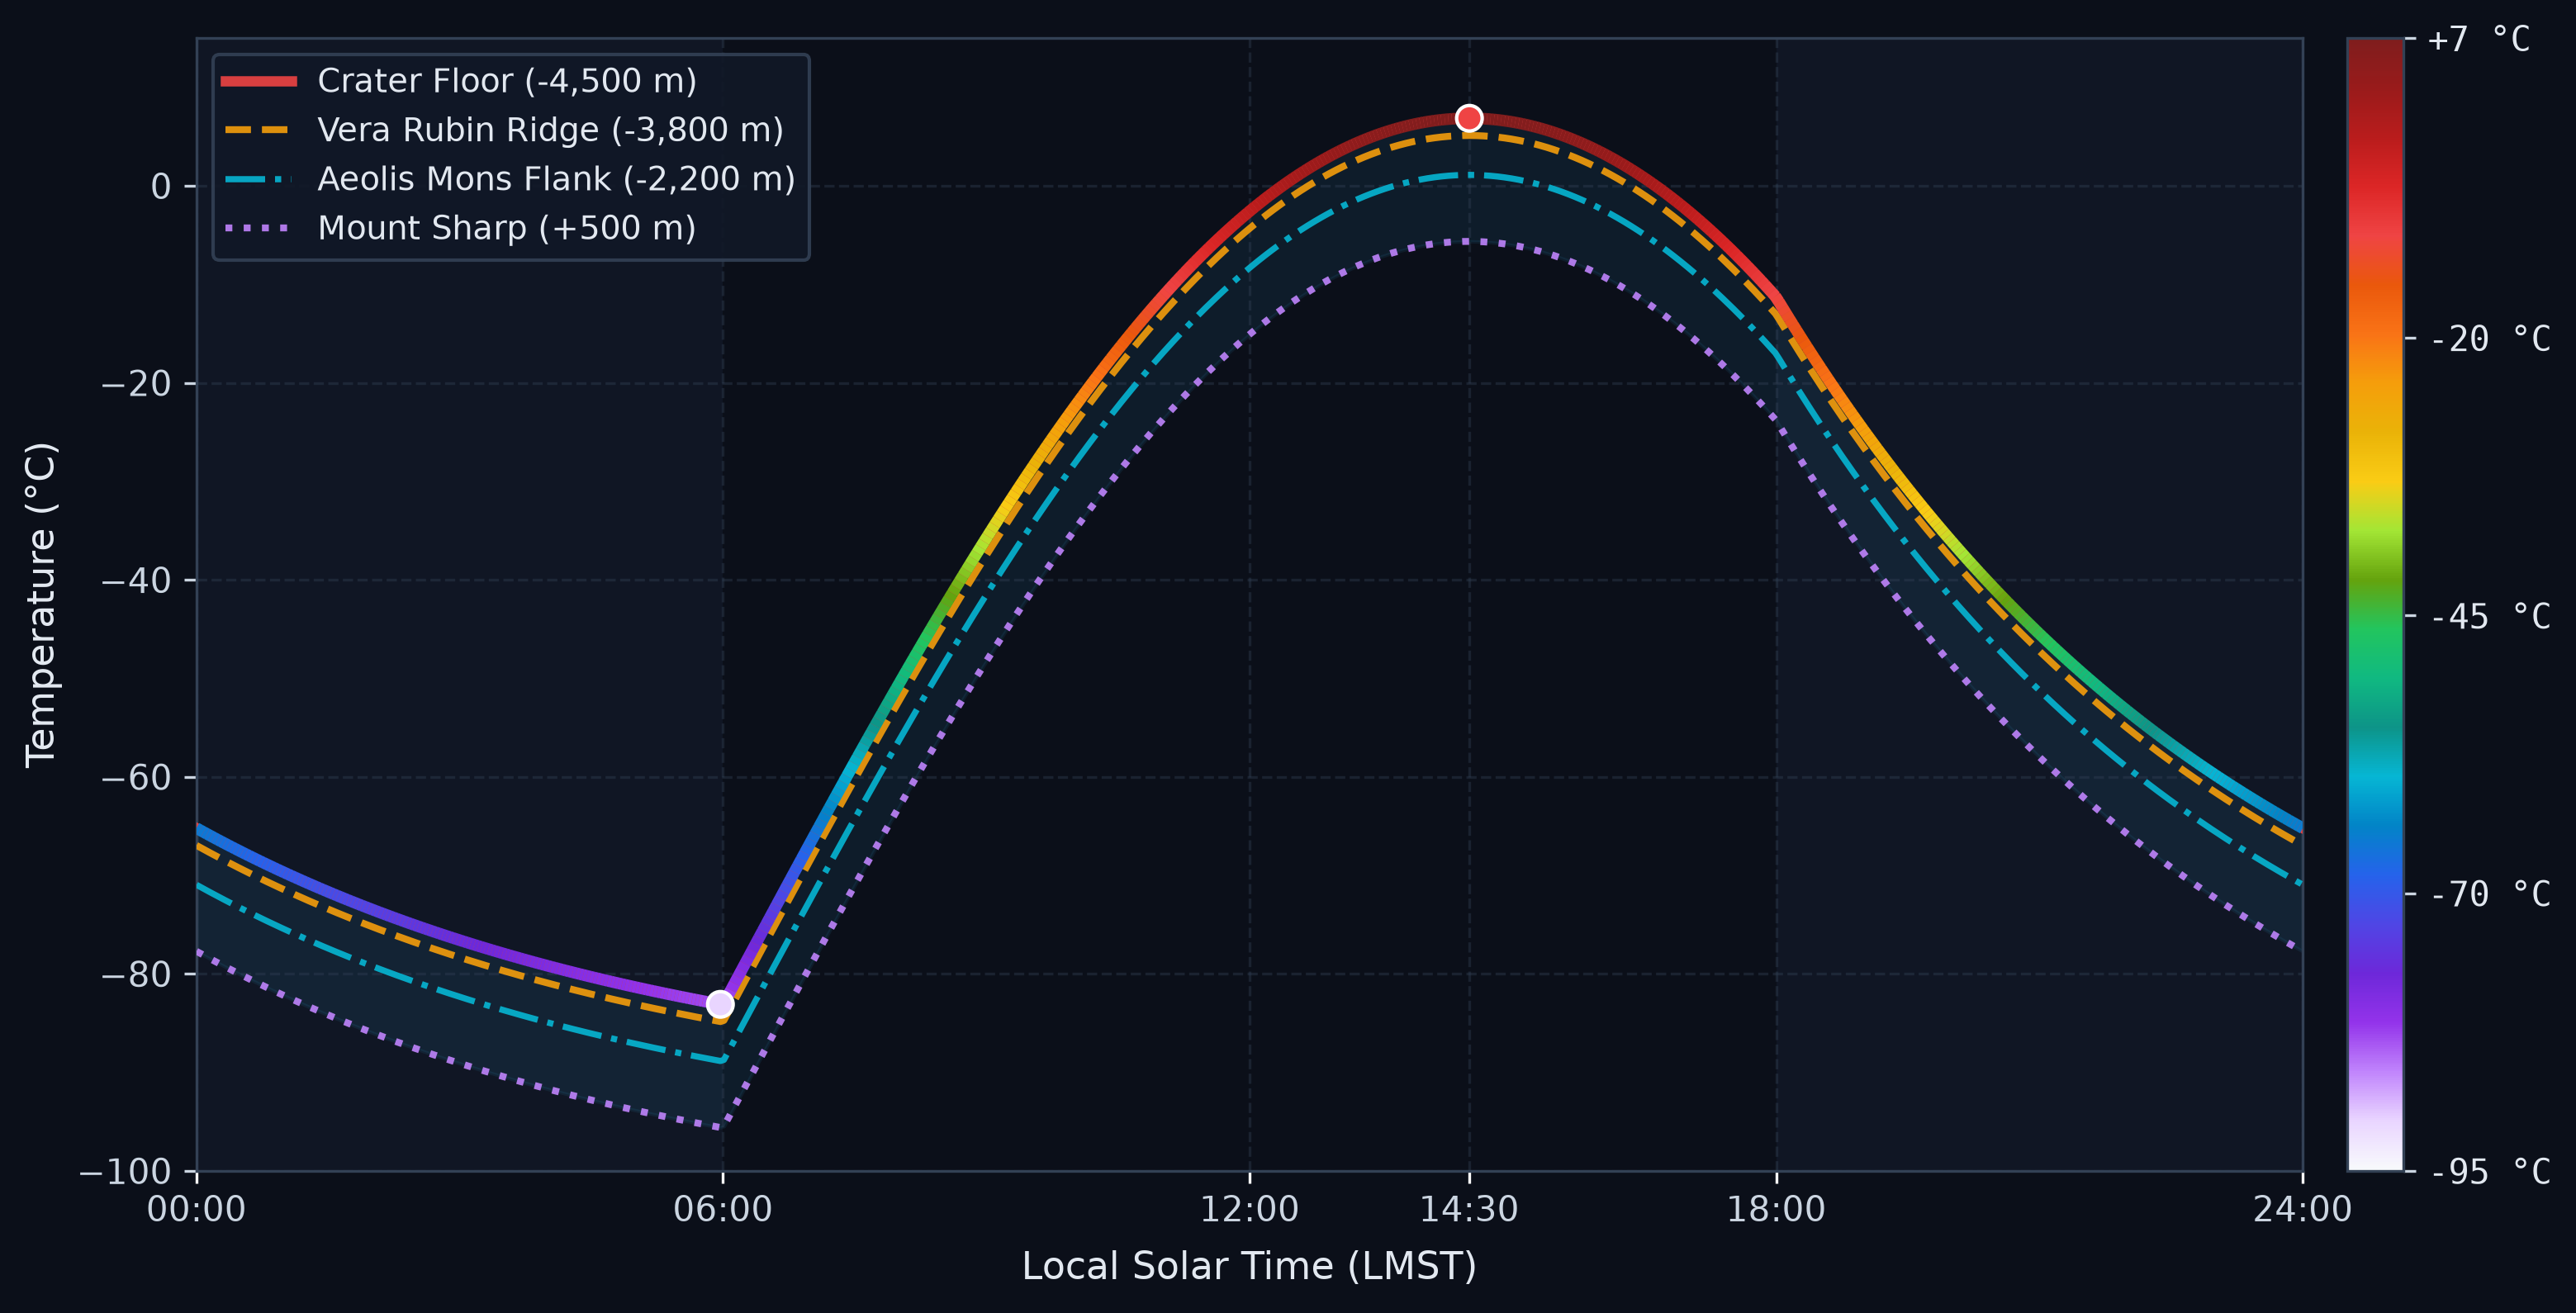 Crater Floor (-4,500 m)
Vera Rubin Ridge (-3,800 m)
Aeolis Mons Flank (-2,200 m)
Mount Sharp (+500 m)
Temperature (°C)
0
−20
−40
−60
−80
−100
00:00
06:00
12:00
14:30
18:00
24:00
Local Solar Time (LMST)
+7 °C
-20 °C
-45 °C
-70 °C
-95 °C